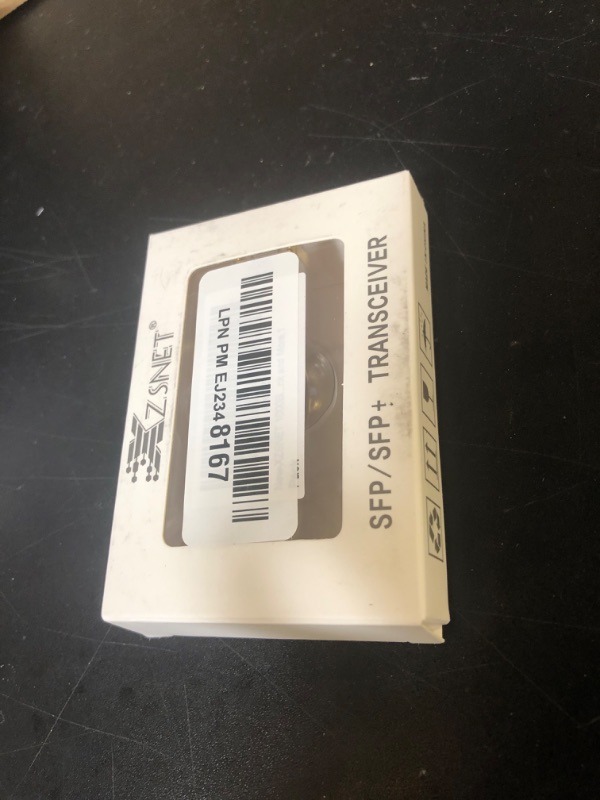 ZSNET®
LPN PM EJ2348167
SFP/SFP+ TRANSCEIVER